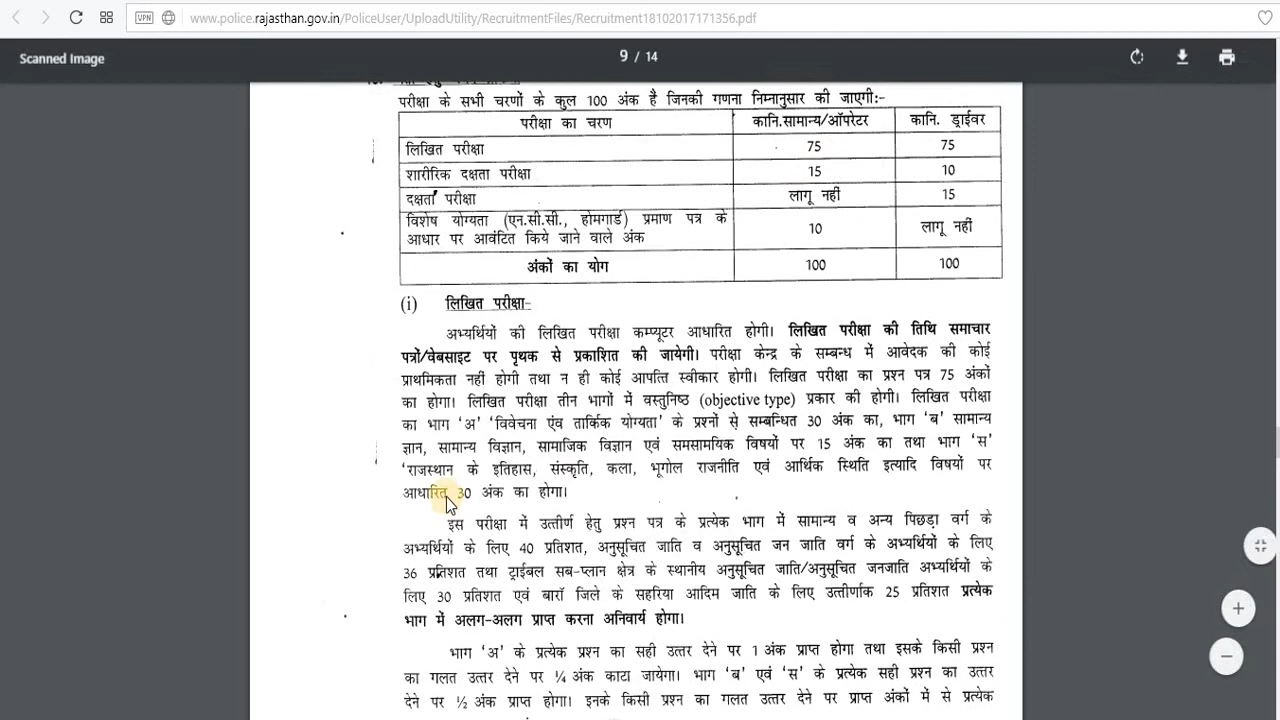 VPN www.police.rajasthan.gov.in/PoliceUser/UploadUtility/RecruitmentFiles/Recruitment18102017171356.pdf
Scanned Image 9 / 14
परीक्षा के सभी चरणों के कुल 100 अंक है जिनकी गणना निम्नानुसार की जाएगी:-
परीक्षा का चरण कानि.सामान्य/ऑपरेटर कानि. ड्राईवर
लिखित परीक्षा 75 75
शारीरिक दक्षता परीक्षा 15 10
दक्षता परीक्षा लागू नहीं 15
विशेष योग्यता (एन.सी.सी., होमगार्ड) प्रमाण पत्र के
आधार पर आवंटित किये जाने वाले अंक 10 लागू नहीं
अंकों का योग 100 100
(i) लिखित परीक्षा-
अभ्यर्थियों की लिखित परीक्षा कम्प्यूटर आधारित होगी। लिखित परीक्षा की तिथि समाचार
पत्रों/वेबसाइट पर पृथक से प्रकाशित की जायेगी। परीक्षा केन्द्र के सम्बन्ध में आवेदक की कोई
प्राथमिकता नहीं होगी तथा न ही कोई आपत्ति स्वीकार होगी। लिखित परीक्षा का प्रश्न पत्र 75 अंकों
का होगा। लिखित परीक्षा तीन भागों में वस्तुनिष्ठ (objective type) प्रकार की होगी। लिखित परीक्षा
का भाग 'अ' 'विवेचना एंव तार्किक योग्यता' के प्रश्नों से सम्बन्धित 30 अंक का, भाग 'ब' सामान्य
ज्ञान, सामान्य विज्ञान, सामाजिक विज्ञान एवं समसामयिक विषयों पर 15 अंक का तथा भाग 'स'
'राजस्थान के इतिहास, संस्कृति, कला, भूगोल राजनीति एवं आर्थिक स्थिति इत्यादि विषयों पर
आधारित 30 अंक का होगा।
इस परीक्षा में उत्तीर्ण हेतु प्रश्न पत्र के प्रत्येक भाग में सामान्य व अन्य पिछड़ा वर्ग के
अभ्यर्थियों के लिए 40 प्रतिशत, अनुसूचित जाति व अनुसूचित जन जाति वर्ग के अभ्यर्थियों के लिए
36 प्रतिशत तथा ट्राईबल सब-प्लान क्षेत्र के स्थानीय अनुसूचित जाति/अनुसूचित जनजाति अभ्यर्थियों के
लिए 30 प्रतिशत एवं बारॉ जिले के सहरिया आदिम जाति के लिए उत्तीर्णाक 25 प्रतिशत प्रत्येक
भाग में अलग-अलग प्राप्त करना अनिवार्य होगा।
भाग 'अ' के प्रत्येक प्रश्न का सही उत्तर देने पर 1 अंक प्राप्त होगा तथा इसके किसी प्रश्न
का गलत उत्तर देने पर ¼ अंक काटा जायेगा। भाग 'ब' एवं 'स' के प्रत्येक सही प्रश्न का उत्तर
देने पर ½ अंक प्राप्त होगा। इनके किसी प्रश्न का गलत उत्तर देने पर प्राप्त अंकों में से प्रत्येक